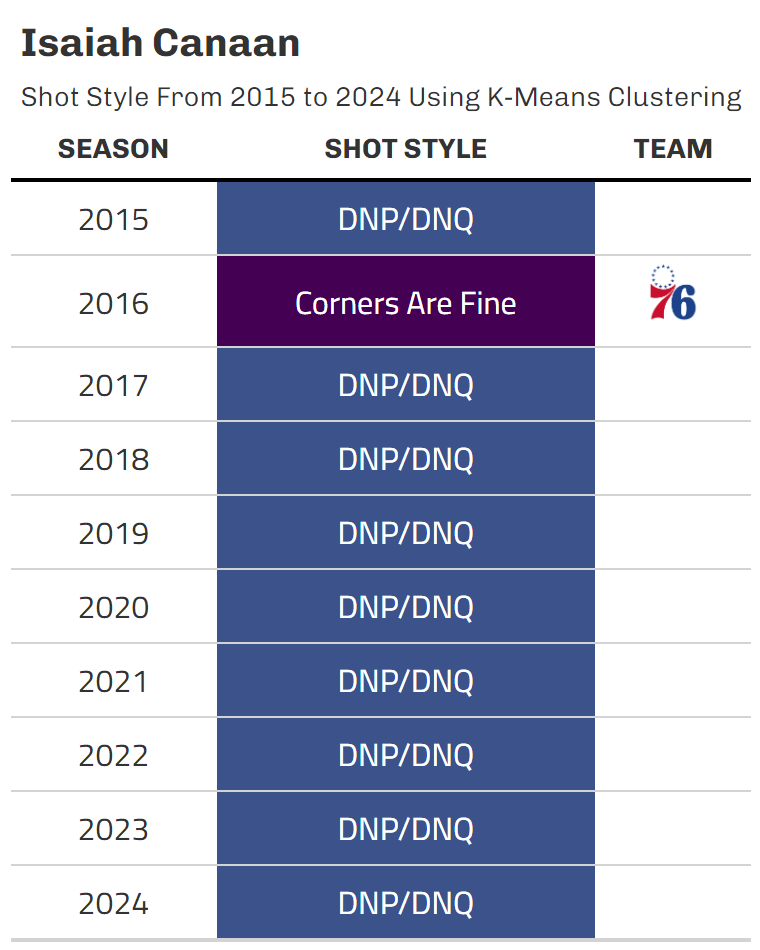 Isaiah Canaan
Shot Style From 2015 to 2024 Using K-Means Clustering
SEASON SHOT STYLE TEAM
2015 DNP/DNQ
2016 Corners Are Fine 76
2017 DNP/DNQ
2018 DNP/DNQ
2019 DNP/DNQ
2020 DNP/DNQ
2021 DNP/DNQ
2022 DNP/DNQ
2023 DNP/DNQ
2024 DNP/DNQ